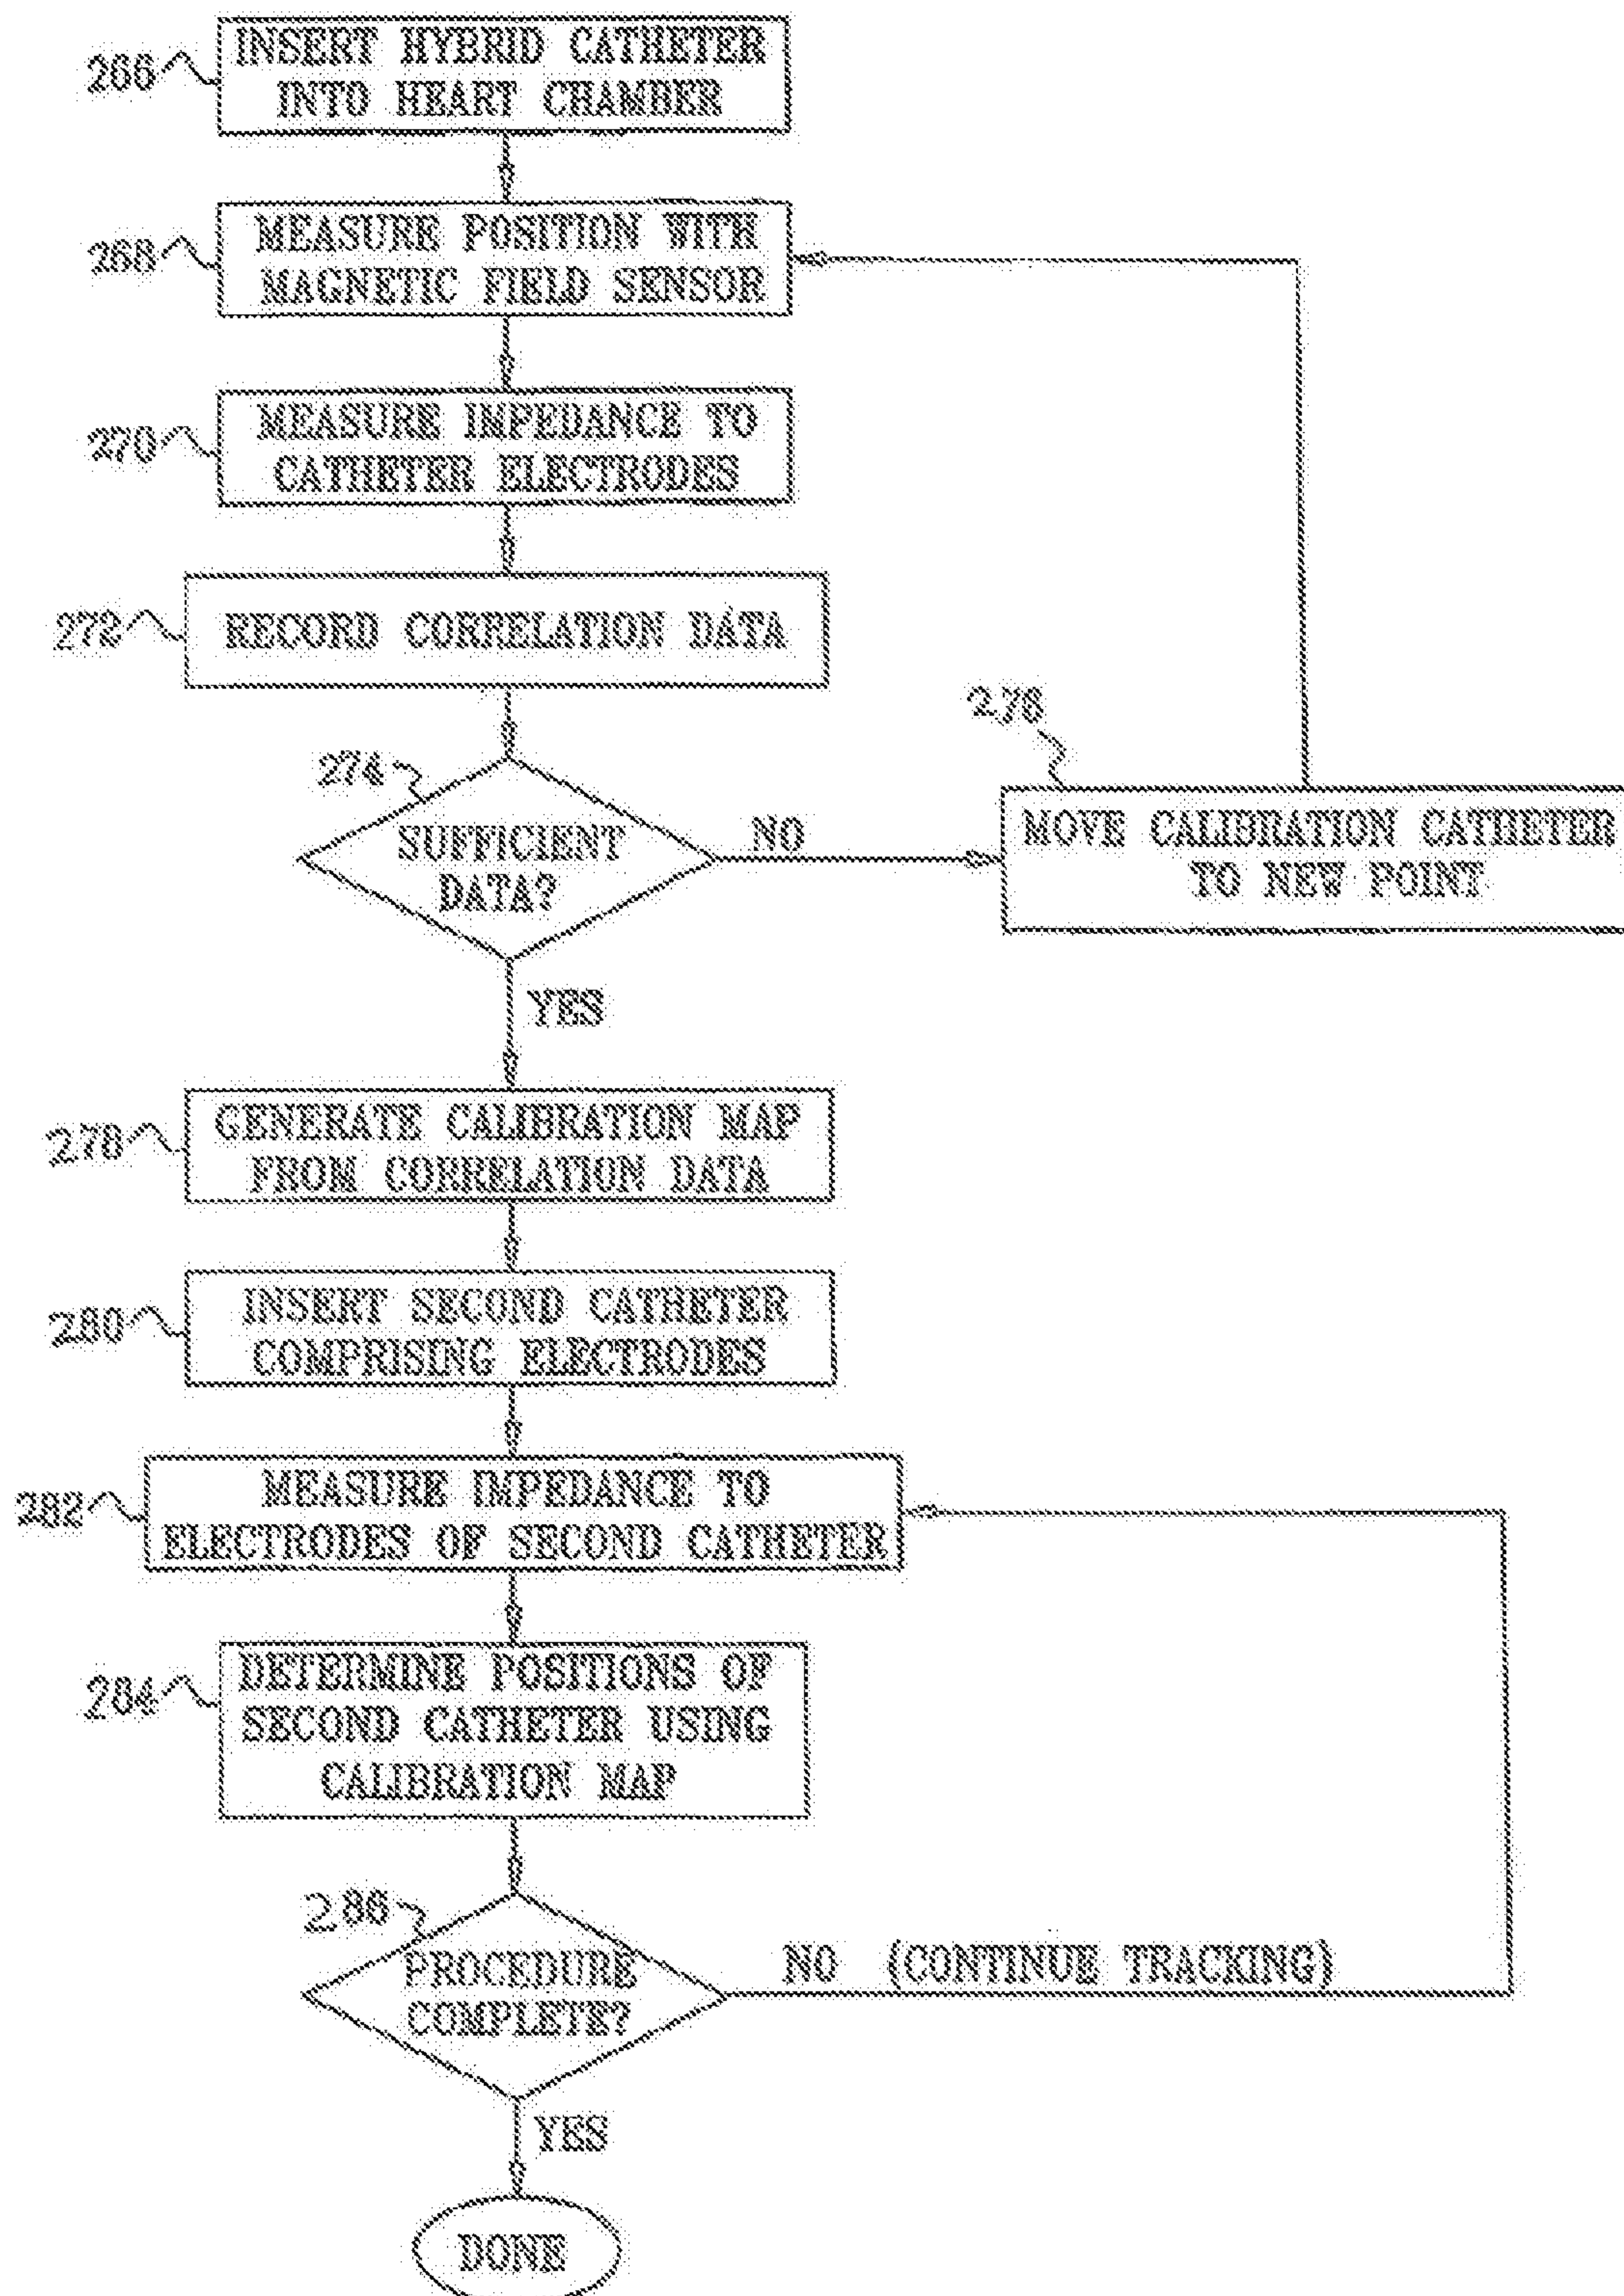 266
INSERT HYBRID CATHETER
INTO HEART CHAMBER
268
MEASURE POSITION WITH
MAGNETIC FIELD SENSOR
270
MEASURE IMPEDANCE TO
CATHETER ELECTRODES
272
RECORD CORRELATION DATA
274
SUFFICIENT
DATA?
NO
276
MOVE CALIBRATION CATHETER
TO NEW POINT
YES
278
GENERATE CALIBRATION MAP
FROM CORRELATION DATA
280
INSERT SECOND CATHETER
COMPRISING ELECTRODES
282
MEASURE IMPEDANCE TO
ELECTRODES OF SECOND CATHETER
284
DETERMINE POSITIONS OF
SECOND CATHETER USING
CALIBRATION MAP
286
PROCEDURE
COMPLETE?
NO (CONTINUE TRACKING)
YES
DONE